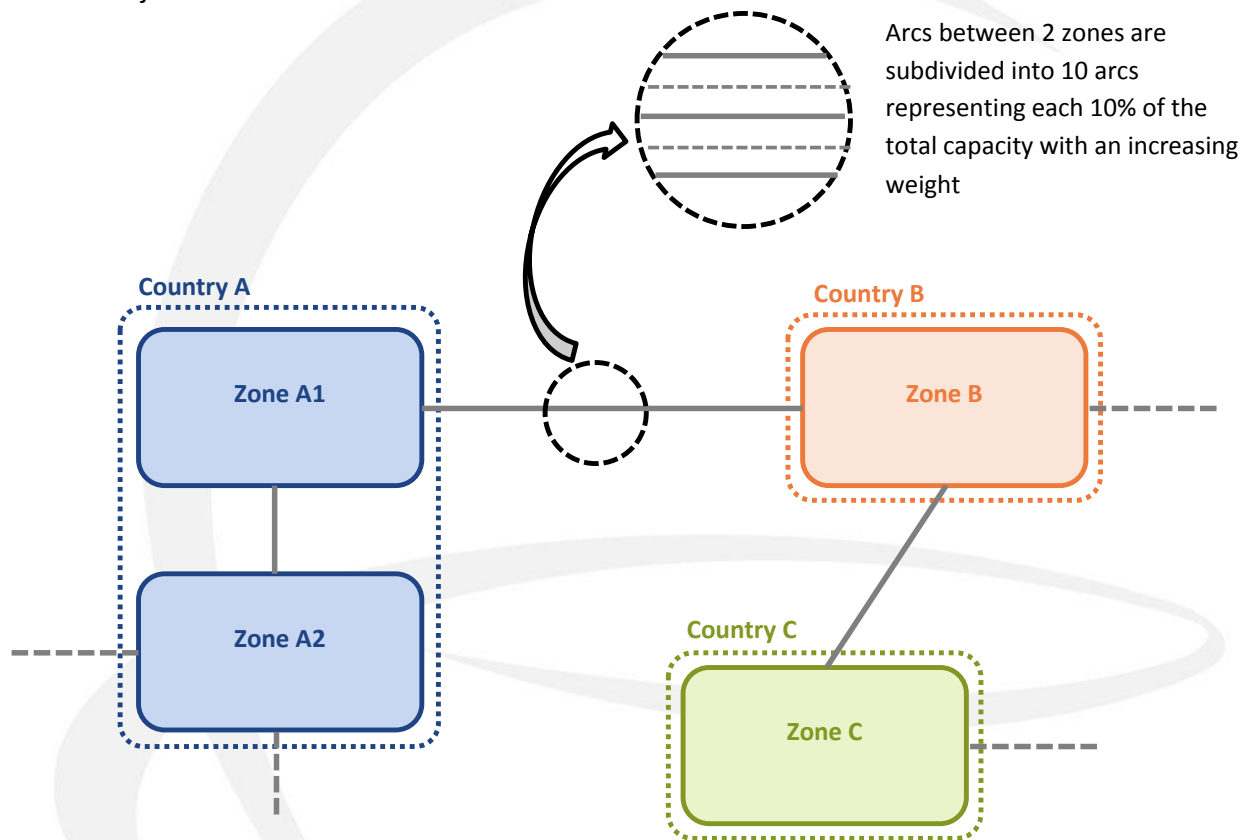 Arcs between 2 zones are
subdivided into 10 arcs
representing each 10% of the
total capacity with an increasing
weight
Country A
Country B
Zone A1
Zone B
Zone A2
Country C
Zone C